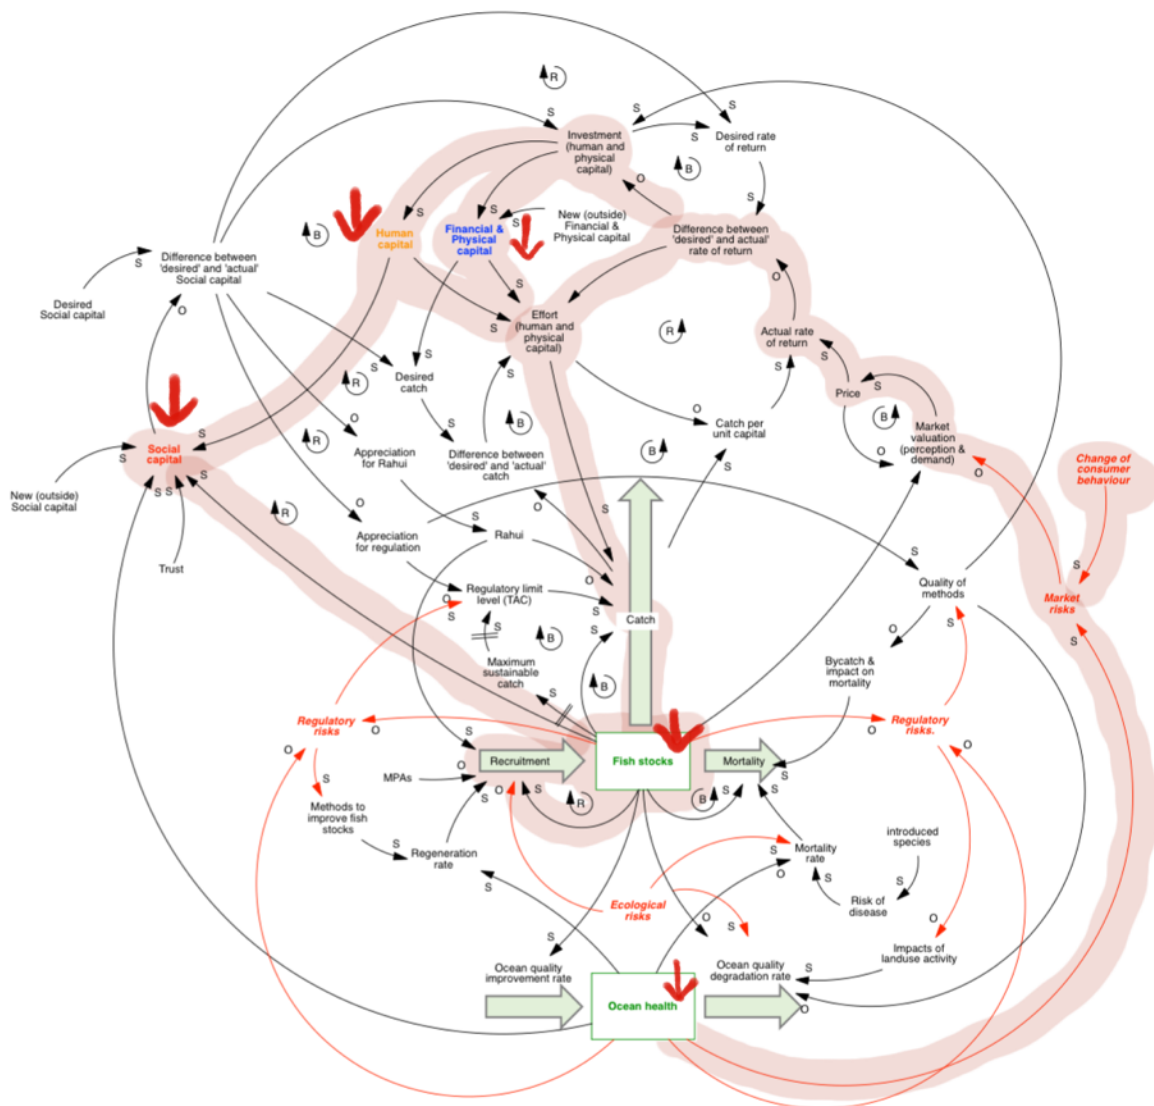 R
S
S
S
S
Investment
(human and
physical
capital)
S
Desired rate
of return
B
O
S
S
S
S
New (outside)
Financial &
Physical capital
Human
capital
Financial &
Physical
capital
Difference between
'desired' and actual'
rate of return
B
S
Difference between
'desired' and 'actual'
Social capital
O
Desired
Social capital
O
S
S
Effort
(human and
physical
capital)
R
Actual rate
of return
S
S
S
S
S
Desired
catch
R
Price
S
O
S
B
O
Catch per
unit capital
B
Market
valuation
(perception &
demand)
S
S
R
B
O
Social
capital
S
S
Appreciation
for Rahui
Difference between
'desired' and 'actual'
catch
S
O
Change of
consumer
behaviour
New (outside)
Social capital
S S
R
O
O
O
S
S
Appreciation
for regulation
Rahui
Trust
S
S
Quality of
methods
O
Regulatory limit
level (TAC)
O
S
S
S
Market
risks
S
Catch
S
S
B
O
Maximum
sustainable
catch
B
S
Bycatch &
impact on
mortality
Regulatory
risks
O
O
Regulatory
risks.
S
O
O
Recruitment
Fish stocks
Mortality
O
MPAs
S
S
S
O
S
R
B
S
S
Methods to
improve fish
stocks
S
Regeneration
rate
S
O
Mortality
rate
introduced
species
S
S
S
Ecological
risks
Risk of
disease
O
S
O
S
Impacts of
landuse activity
Ocean quality
improvement rate
Ocean quality
degradation rate
S
Ocean health
O